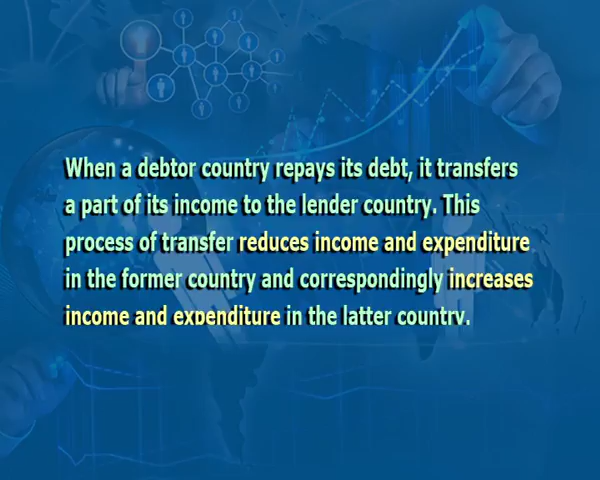 When a debtor country repays its debt, it transfers
a part of its income to the lender country. This
process of transfer reduces income and expenditure
in the former country and correspondingly increases
income and expenditure in the latter country.